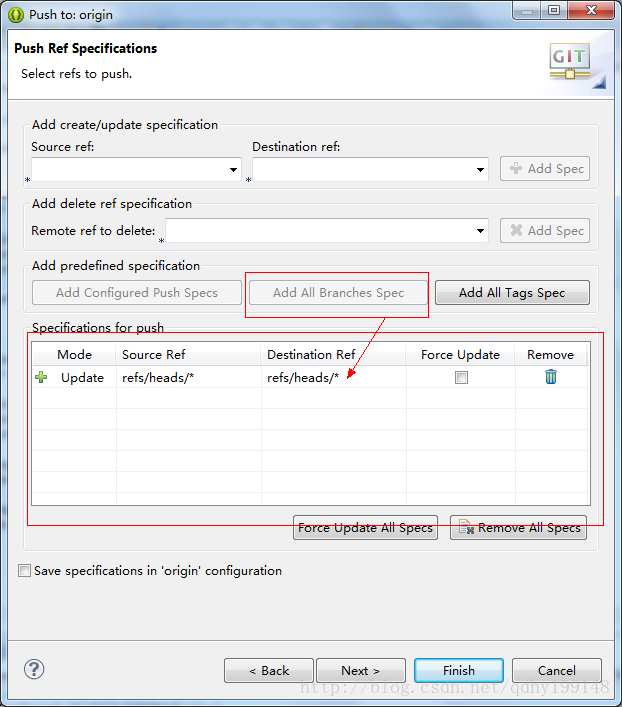 Push to: origin
Push Ref Specifications
Select refs to push.
GIT
Add create/update specification
Source ref: Destination ref:
* * Add Spec
Add delete ref specification
Remote ref to delete: * Add Spec
Add predefined specification
Add Configured Push Specs Add All Branches Spec Add All Tags Spec
Specifications for push
Mode Source Ref Destination Ref Force Update Remove
Update refs/heads/* refs/heads/*
Force Update All Specs Remove All Specs
Save specifications in 'origin' configuration
? < Back Next > Finish Cancel
http://blog.csdn.net/qdhy199148